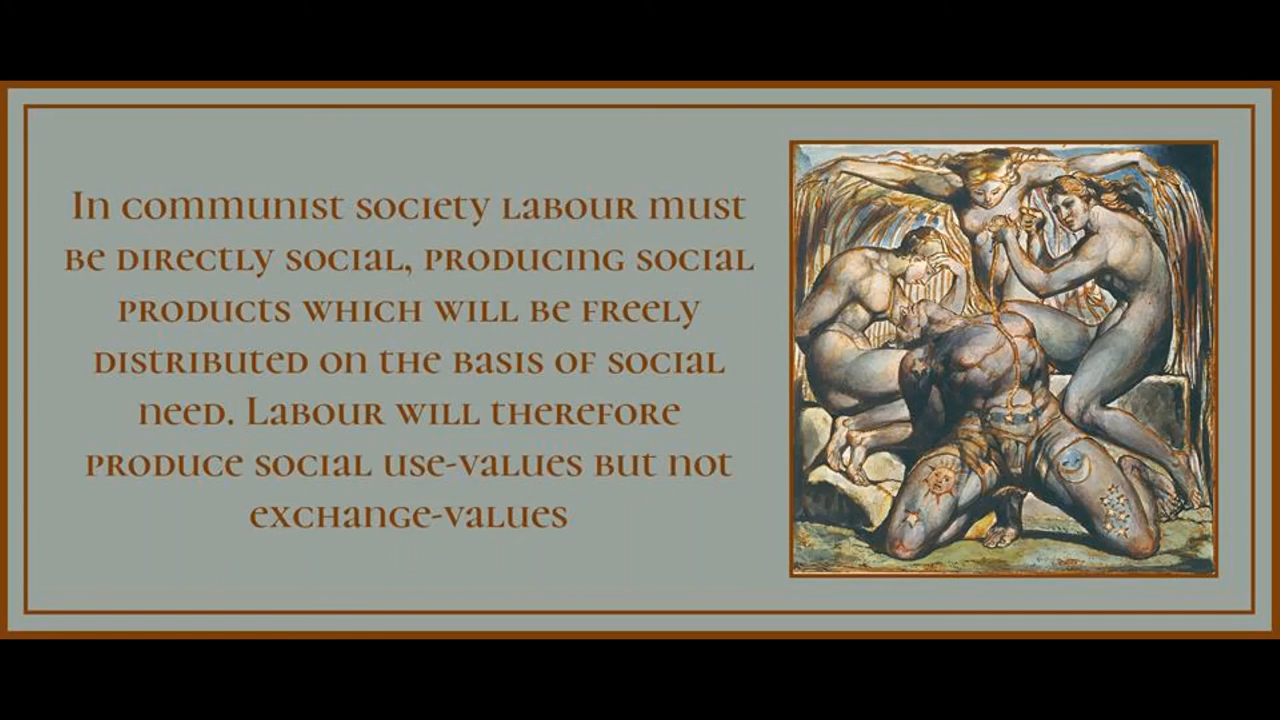 In communist society labour must
be directly social, producing social
products which will be freely
distributed on the basis of social
need. Labour will therefore
produce social use-values but not
exchange-values